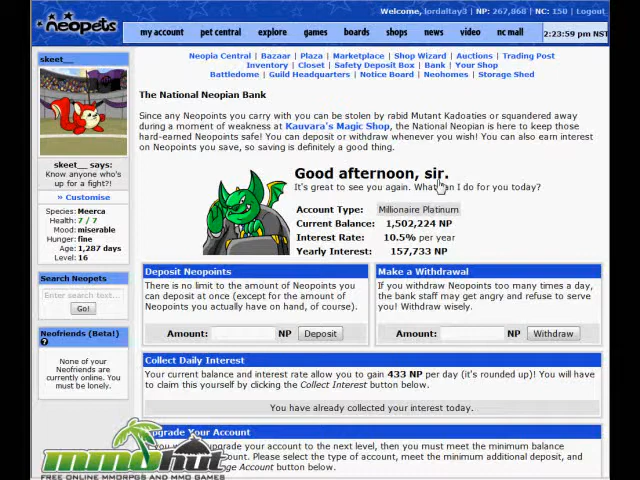 Welcome, lordaltay3 | NP: 267,868 | NC: 150 | Logout
neopets
my account pet central explore games boards shops news video nc mall
2:23:59 pm NST
skeet__
Neopia Central | Bazaar | Plaza | Marketplace | Shop Wizard | Auctions | Trading Post
Inventory | Closet | Safety Deposit Box | Bank | Your Shop
Battledome | Guild Headquarters | Notice Board | Neohomes | Storage Shed
The National Neopian Bank
Since any Neopoints you carry with you can be stolen by rabid Mutant Kadoaties or squandered away
during a moment of weakness at Kauvara's Magic Shop, the National Neopian is here to keep those
hard-earned Neopoints safe! You can deposit or withdraw whenever you wish! You can also earn interest
on Neopoints you save, so saving is definitely a good thing.
skeet__ says:
Know anyone who's
up for a fight?!
» Customise
Species: Meerca
Health: 7 / 7
Mood: miserable
Hunger: fine
Age: 1,287 days
Level: 16
Good afternoon, sir.
It's great to see you again. What can I do for you today?
Account Type: Millionaire Platinum
Current Balance: 1,502,224 NP
Interest Rate: 10.5% per year
Yearly Interest: 157,733 NP
Search Neopets
Enter search text...
Go!
Neofriends (Beta!)
?
None of your
Neofriends are
currently online. You
must be lonely.
Deposit Neopoints
There is no limit to the amount of Neopoints you
can deposit at once (except for the amount of
Neopoints you actually have on hand, of course).
Amount: NP Deposit
Make a Withdrawal
If you withdraw Neopoints too many times a day,
the bank staff may get angry and refuse to serve
you! Withdraw wisely.
Amount: NP Withdraw
Collect Daily Interest
Your current balance and interest rate allow you to gain 433 NP per day (it's rounded up)! You will have
to claim this yourself by clicking the Collect Interest button below.
You have already collected your interest today.
pgrade Your Account
upgrade your account to the next level, then you must meet the minimum balance
count. Please select the type of account, meet the minimum additional deposit, and
ge Account button below.
mmohut
FREE ONLINE MMORPGS AND MMO GAMES